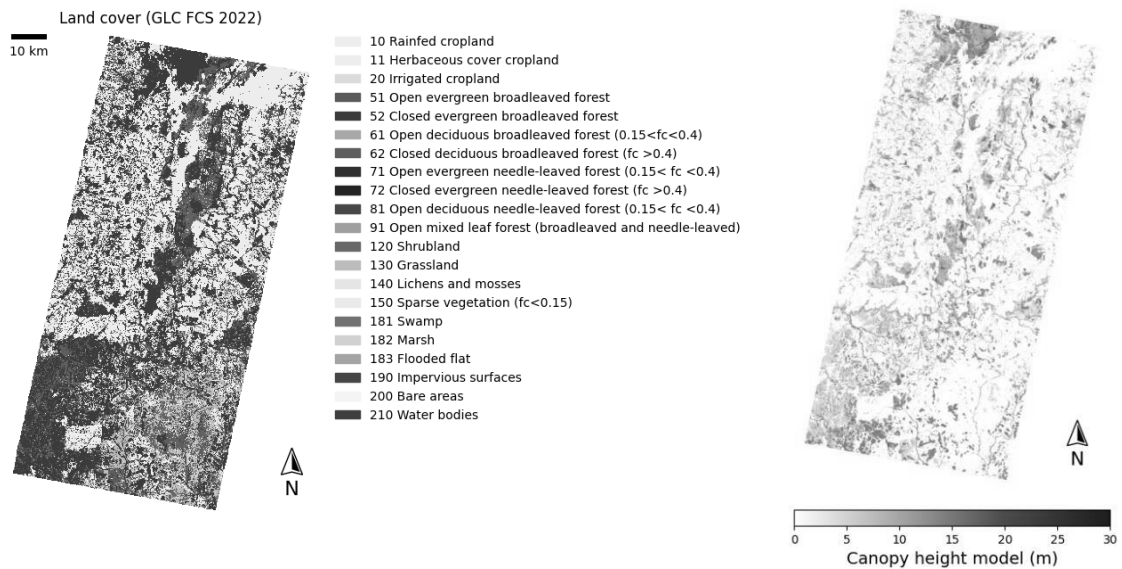 Land cover (GLC FCS 2022)
10 km
10 Rainfed cropland
11 Herbaceous cover cropland
20 Irrigated cropland
51 Open evergreen broadleaved forest
52 Closed evergreen broadleaved forest
61 Open deciduous broadleaved forest (0.15<fc<0.4)
62 Closed deciduous broadleaved forest (fc >0.4)
71 Open evergreen needle-leaved forest (0.15< fc <0.4)
72 Closed evergreen needle-leaved forest (fc >0.4)
81 Open deciduous needle-leaved forest (0.15< fc <0.4)
91 Open mixed leaf forest (broadleaved and needle-leaved)
120 Shrubland
130 Grassland
140 Lichens and mosses
150 Sparse vegetation (fc<0.15)
181 Swamp
182 Marsh
183 Flooded flat
190 Impervious surfaces
200 Bare areas
210 Water bodies
N
N
0 5 10 15 20 25 30
Canopy height model (m)